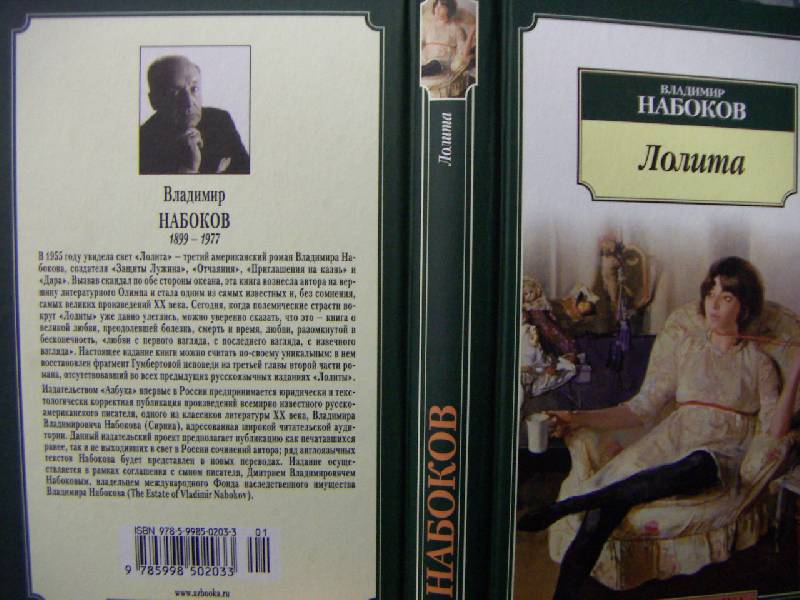 Владимир
НАБОКОВ
1899 – 1977
В 1955 году увидела свет «Лолита» – третий американский роман Владимира На-
бокова, создателя «Защиты Лужина», «Отчаяния», «Приглашения на казнь» и
«Дара». Вызвав скандал по обе стороны океана, эта книга вознесла автора на вер-
шину литературного Олимпа и стала одним из самых известных и, без сомнения,
самых великих произведений XX века. Сегодня, когда полемические страсти во-
круг «Лолиты» уже давно улеглись, можно уверенно сказать, что это – книга о
великой любви, преодолевшей болезнь, смерть и время, любви, разомкнутой в
бесконечность, «любви с первого взгляда, с последнего взгляда, с извечного
взгляда». Настоящее издание книги можно считать по-своему уникальным: в нем
восстановлен фрагмент Гумбертовой исповеди из третьей главы второй части ро-
мана, отсутствовавший во всех предыдущих русскоязычных изданиях «Лолиты».
Издательством «Азбука» впервые в России предпринимается юридически и тек-
стологически корректная публикация произведений всемирно известного русско-
американского писателя, одного из классиков литературы XX века, Владимира
Владимировича Набокова (Сирина), адресованная широкой читательской ауди-
тории. Данный издательский проект предполагает публикацию как печатавшихся
ранее, так и не выходивших в свет в России сочинений автора; ряд англоязычных
текстов Набокова будет представлен в новых переводах. Издание осуще-
ствляется в рамках соглашения с сыном писателя, Дмитрием Владимировичем
Набоковым, владельцем международного Фонда наследственного имущества
Владимира Набокова (The Estate of Vladimir Nabokov).
ISBN 978-5-9985-0203-3
01
9 785998 502033
www.azbooka.ru
Лолита
НАБОКОВ
ВЛАДИМИР
НАБОКОВ
Лолита